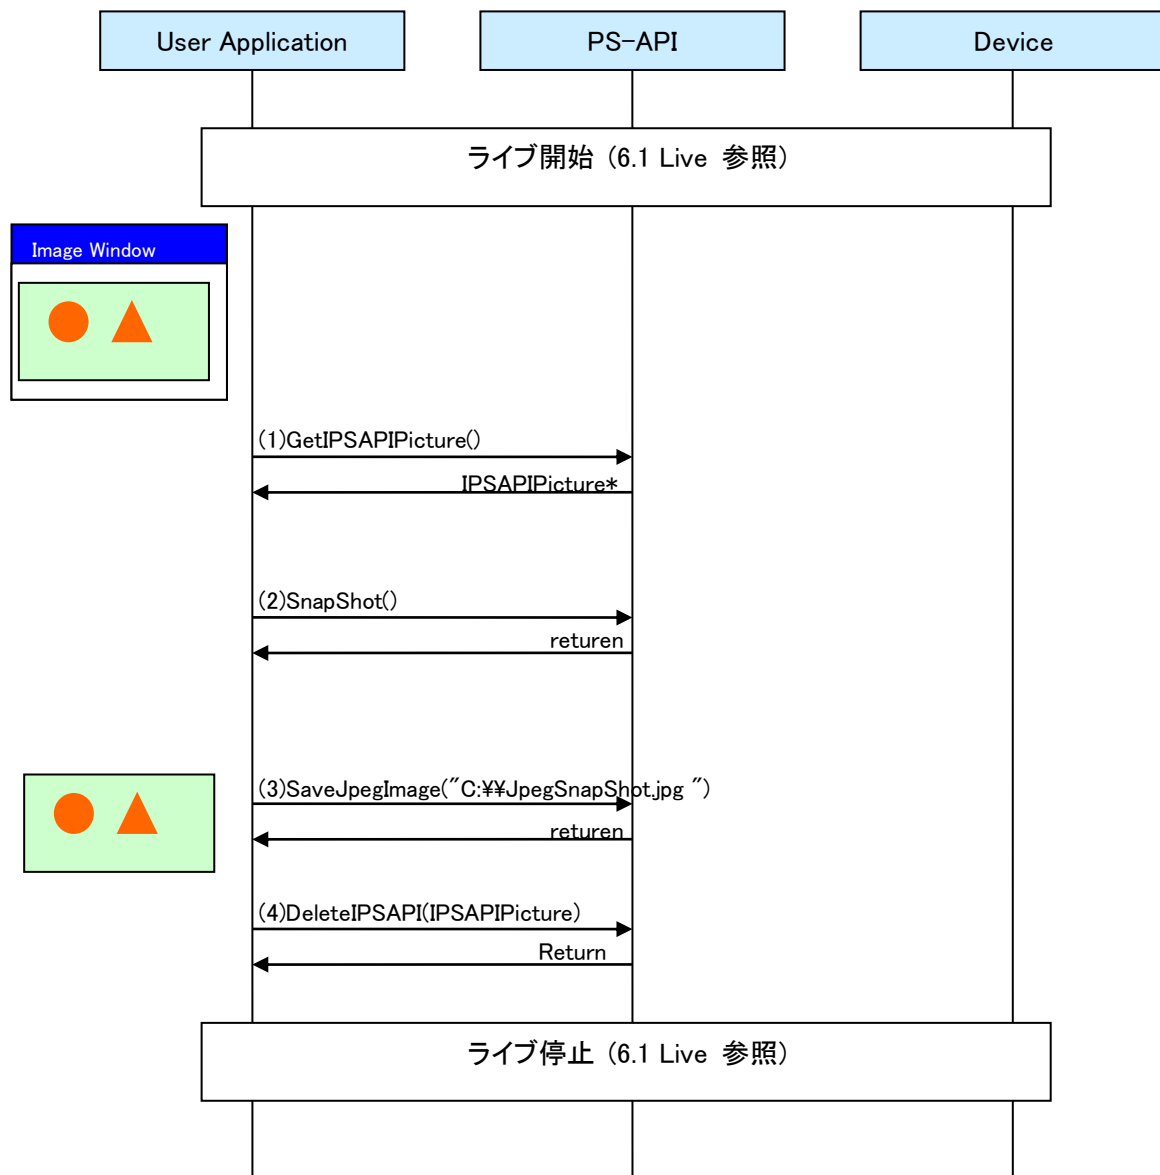 User Application
PS-API
Device
ライブ開始 (6.1 Live 参照)
Image Window
(1)GetIPSAPIPicture()
IPSAPIPicture*
(2)SnapShot()
returen
(3)SaveJpegImage("C:¥¥JpegSnapShot.jpg ")
returen
(4)DeleteIPSAPI(IPSAPIPicture)
Return
ライブ停止 (6.1 Live 参照)